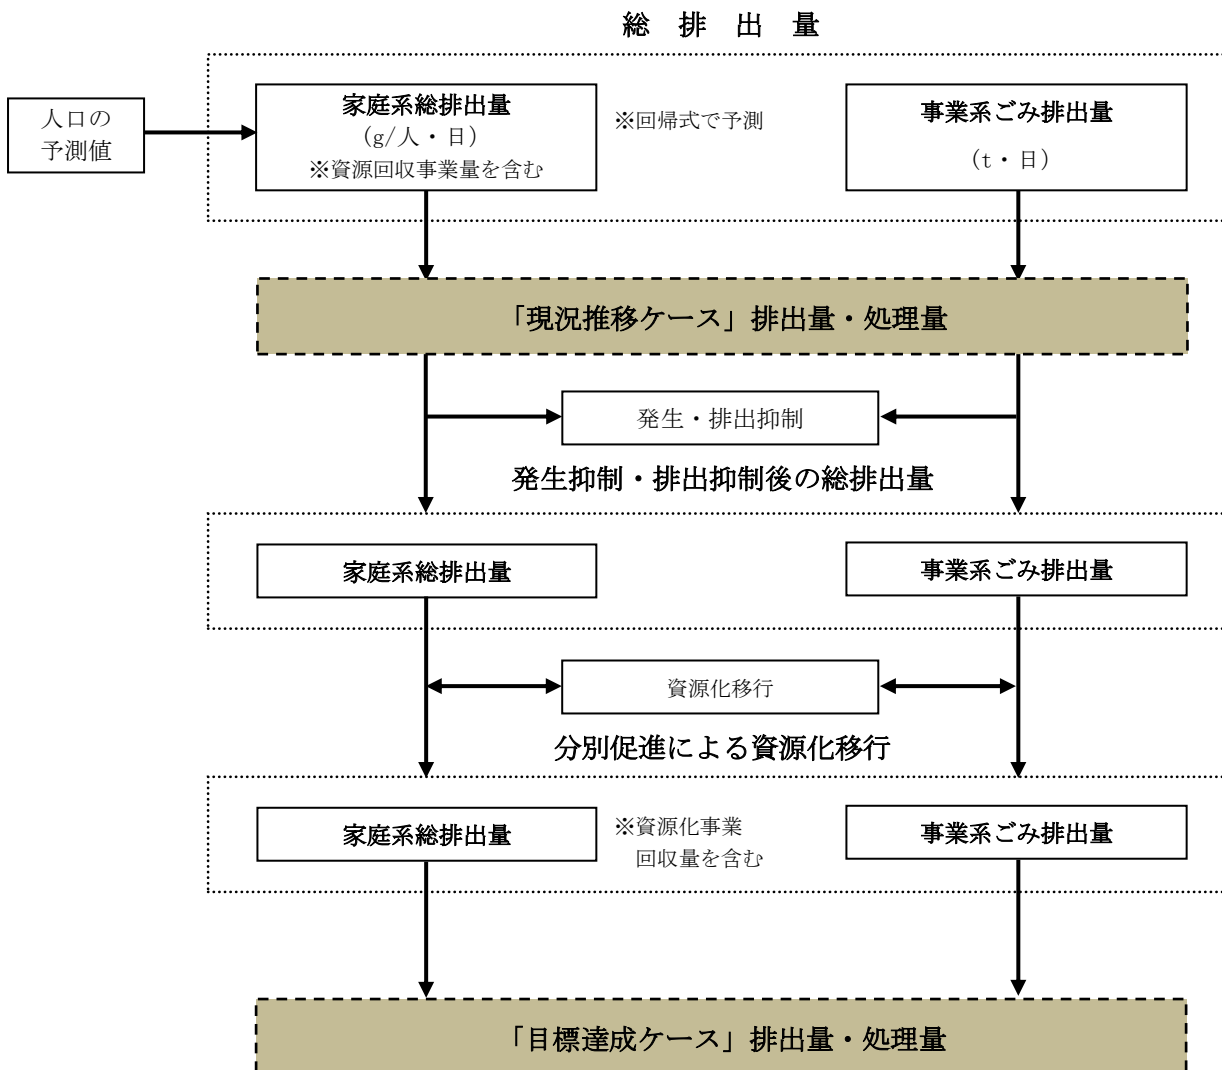 総 排 出 量
人口の
予測値
家庭系総排出量
(g/人・日)
※資源回収事業量を含む
※回帰式で予測
事業系ごみ排出量
(t・日)
「現況推移ケース」排出量・処理量
発生・排出抑制
発生抑制・排出抑制後の総排出量
家庭系総排出量
事業系ごみ排出量
資源化移行
分別促進による資源化移行
家庭系総排出量
※資源化事業
回収量を含む
事業系ごみ排出量
「目標達成ケース」排出量・処理量